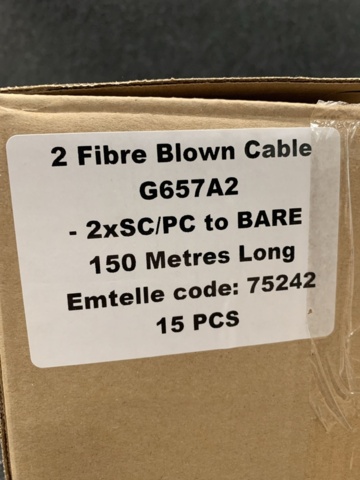 2 Fibre Blown Cable
G657A2
- 2xSC/PC to BARE
150 Metres Long
Emtelle code: 75242
15 PCS